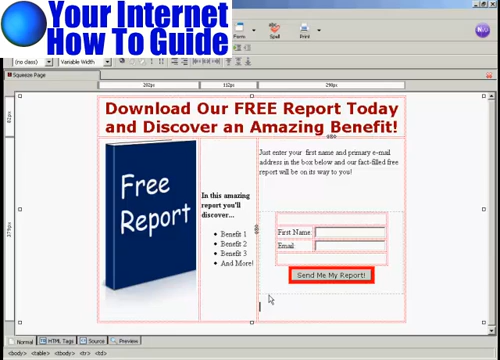 Your Internet
How To Guide
Fonts
Spell
Print
(no class)
Variable Width
Squeeze Page
202px
112px
290px
Download Our FREE Report Today
and Discover an Amazing Benefit!
Free
Report
In this amazing
report you'll
discover...
• Benefit 1
• Benefit 2
• Benefit 3
• And More!
Just enter your first name and primary e-mail
address in the box below and our fact-filled free
report will be on its way to you!
First Name:
Email:
Send Me My Report!
Normal
HTML Tags
Source
Preview
<body> <table> <tbody> <tr> <td>